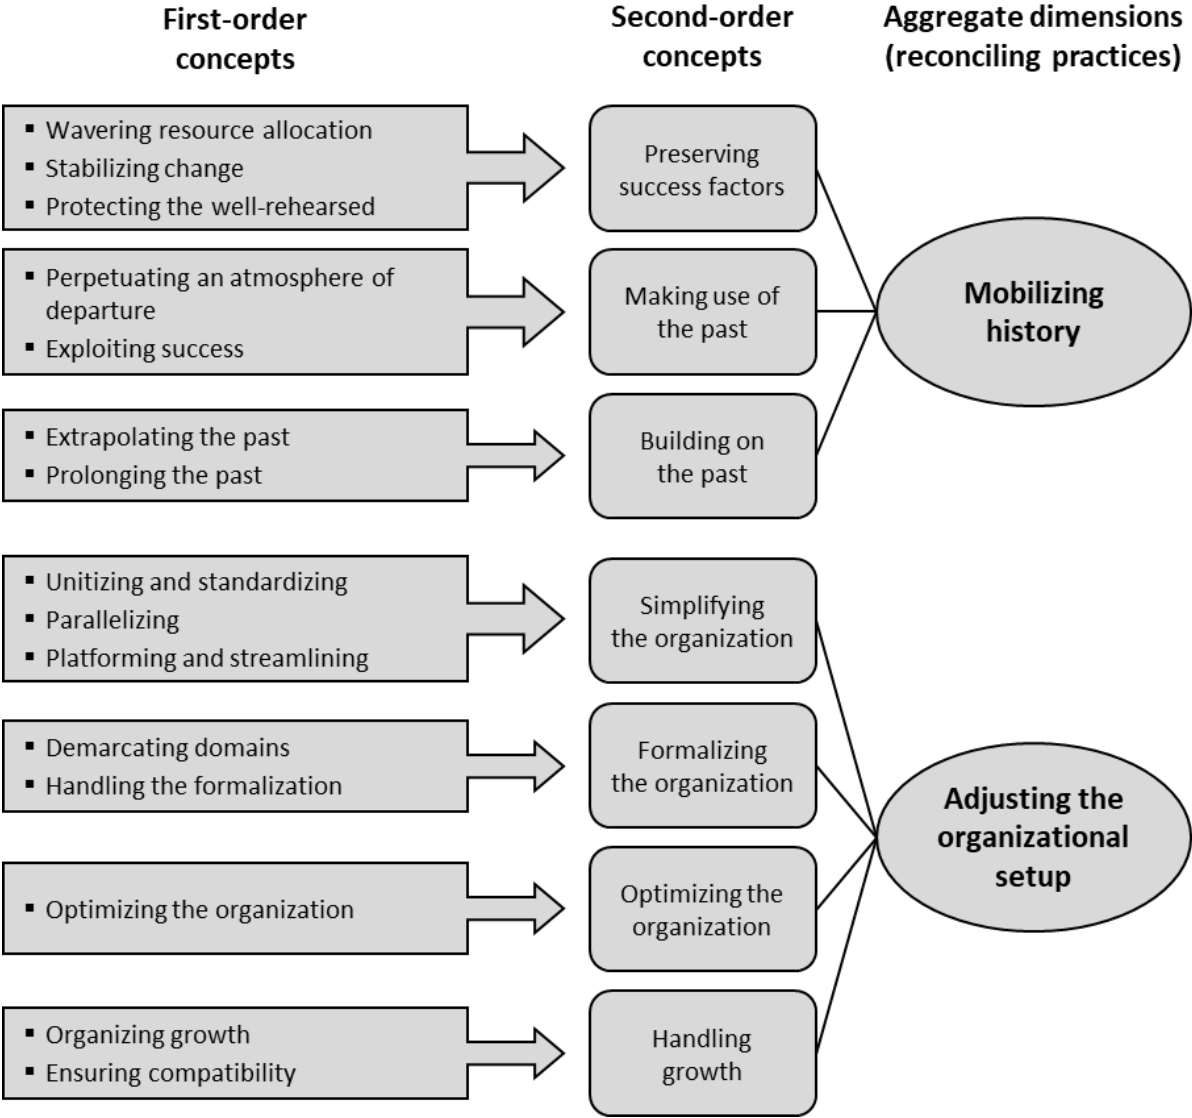 First-order
concepts
Second-order
concepts
Aggregate dimensions
(reconciling practices)
▪ Wavering resource allocation
▪ Stabilizing change
▪ Protecting the well-rehearsed
Preserving
success factors
▪ Perpetuating an atmosphere of
departure
▪ Exploiting success
Making use of
the past
▪ Extrapolating the past
▪ Prolonging the past
Building on
the past
Mobilizing
history
▪ Unitizing and standardizing
▪ Parallelizing
▪ Platforming and streamlining
Simplifying
the organization
▪ Demarcating domains
▪ Handling the formalization
Formalizing
the organization
▪ Optimizing the organization
Optimizing the
organization
▪ Organizing growth
▪ Ensuring compatibility
Handling
growth
Adjusting the
organizational
setup